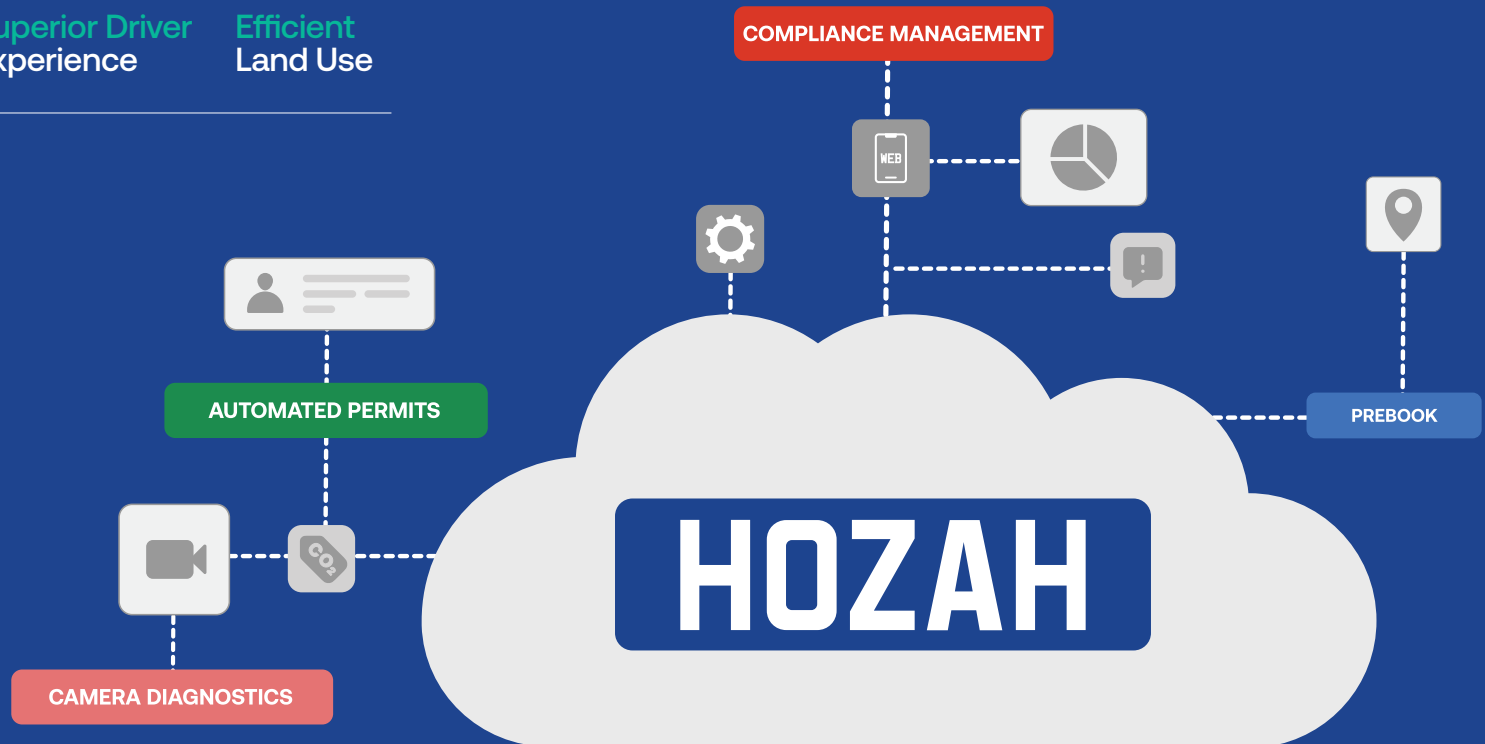 uperior Driver
xperience
Efficient
Land Use
COMPLIANCE MANAGEMENT
WEB
AUTOMATED PERMITS
PREBOOK
CO₂
HOZAH
CAMERA DIAGNOSTICS